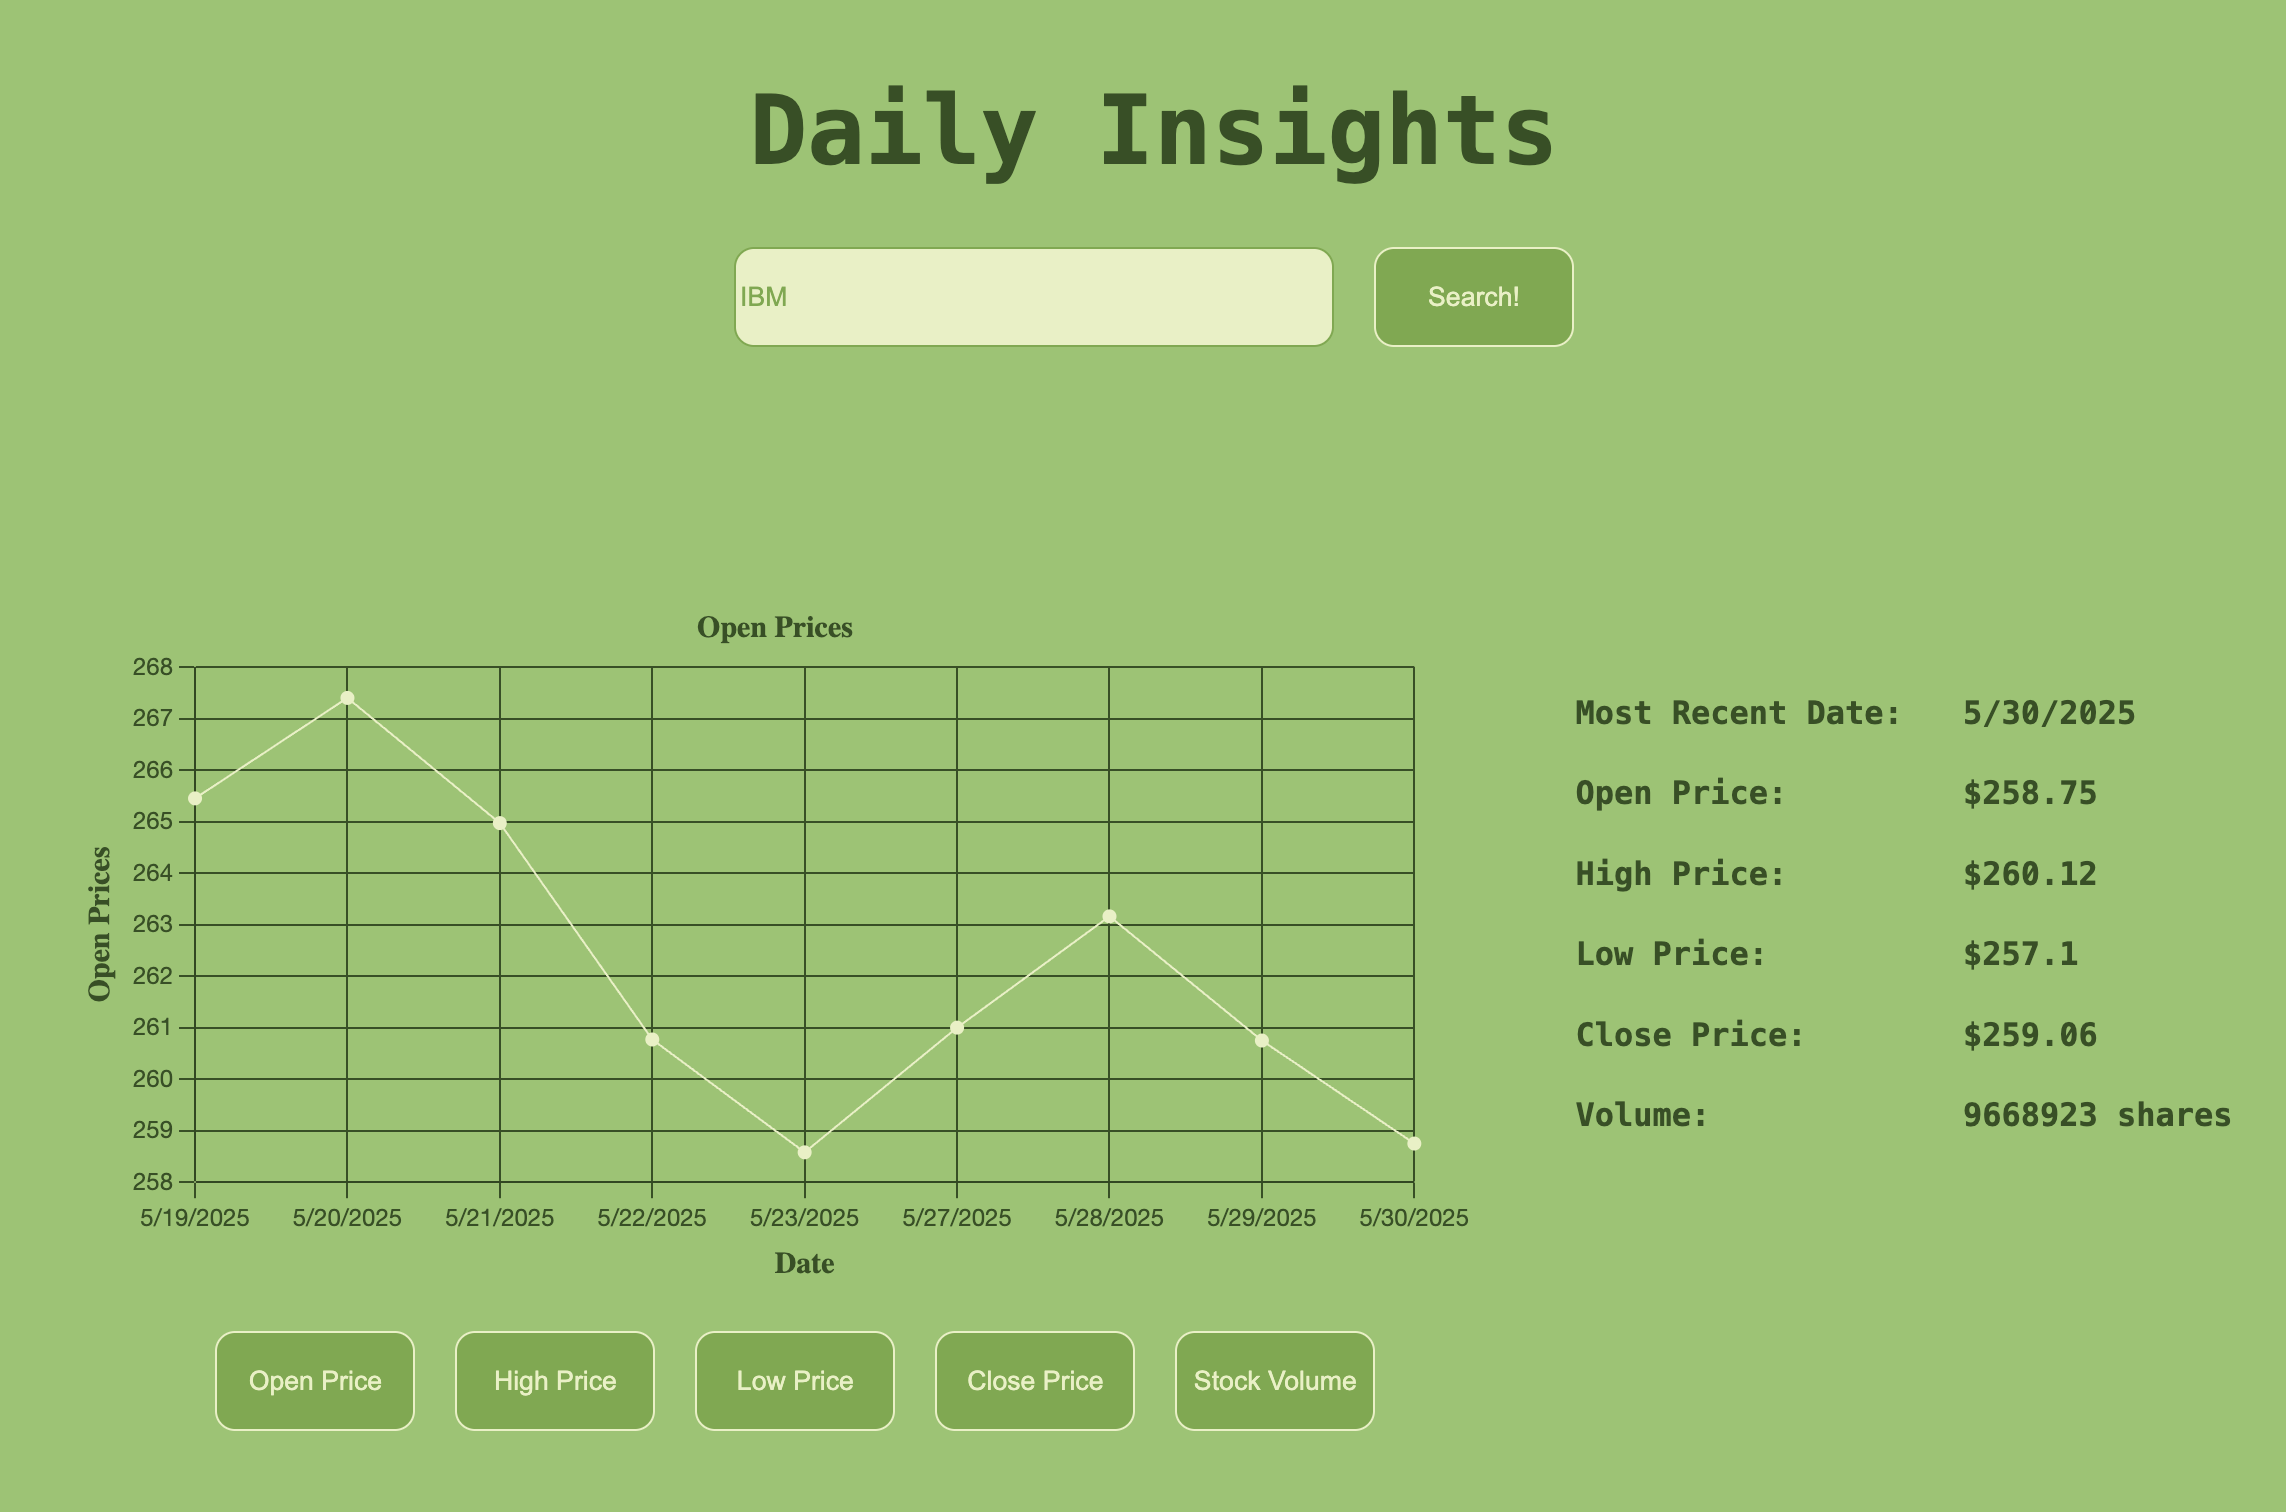 Daily Insights
IBM
Search!
Open Prices
268
267
266
265
264
263
262
261
260
259
258
Open Prices
5/19/2025 5/20/2025 5/21/2025 5/22/2025 5/23/2025 5/27/2025 5/28/2025 5/29/2025 5/30/2025
Date
Most Recent Date: 5/30/2025
Open Price: $258.75
High Price: $260.12
Low Price: $257.1
Close Price: $259.06
Volume: 9668923 shares
Open Price
High Price
Low Price
Close Price
Stock Volume